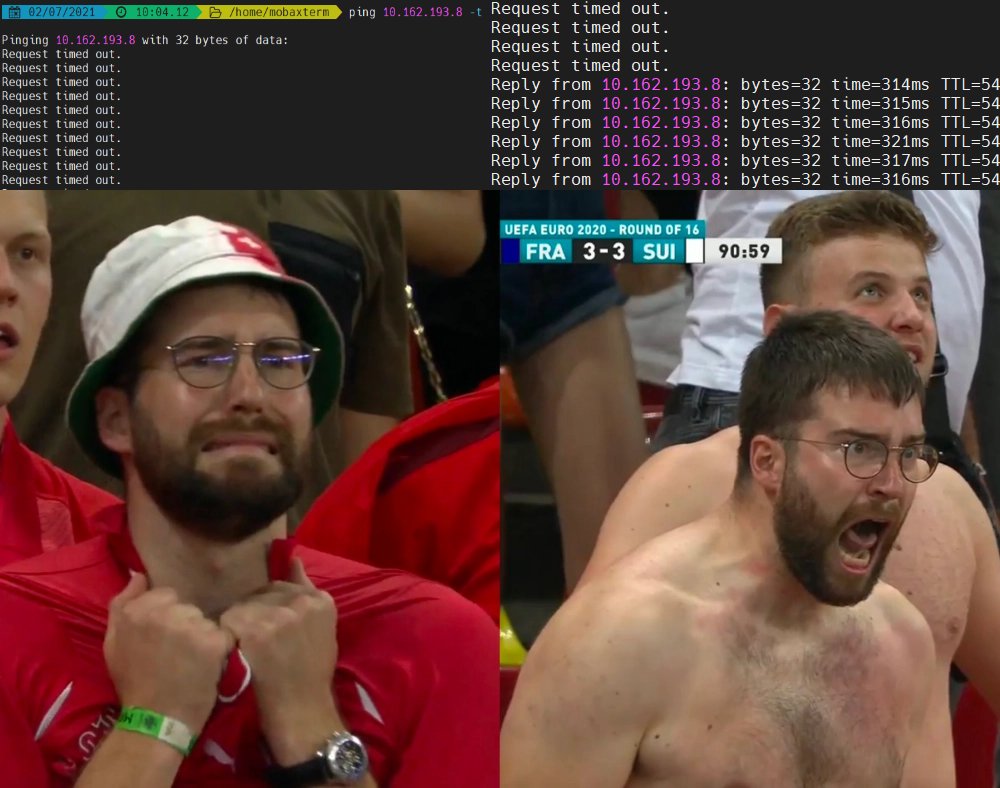 02/07/2021 10:04.12 /home/mobaxterm ping 10.162.193.8 -t
Pinging 10.162.193.8 with 32 bytes of data:
Request timed out.
Request timed out.
Request timed out.
Request timed out.
Request timed out.
Request timed out.
Request timed out.
Request timed out.
Request timed out.
Request timed out.
Request timed out.
Request timed out.
Request timed out.
Request timed out.
Reply from 10.162.193.8: bytes=32 time=314ms TTL=54
Reply from 10.162.193.8: bytes=32 time=315ms TTL=54
Reply from 10.162.193.8: bytes=32 time=316ms TTL=54
Reply from 10.162.193.8: bytes=32 time=321ms TTL=54
Reply from 10.162.193.8: bytes=32 time=317ms TTL=54
Reply from 10.162.193.8: bytes=32 time=316ms TTL=54
UEFA EURO 2020 - ROUND OF 16
FRA 3-3 SUI 90:59